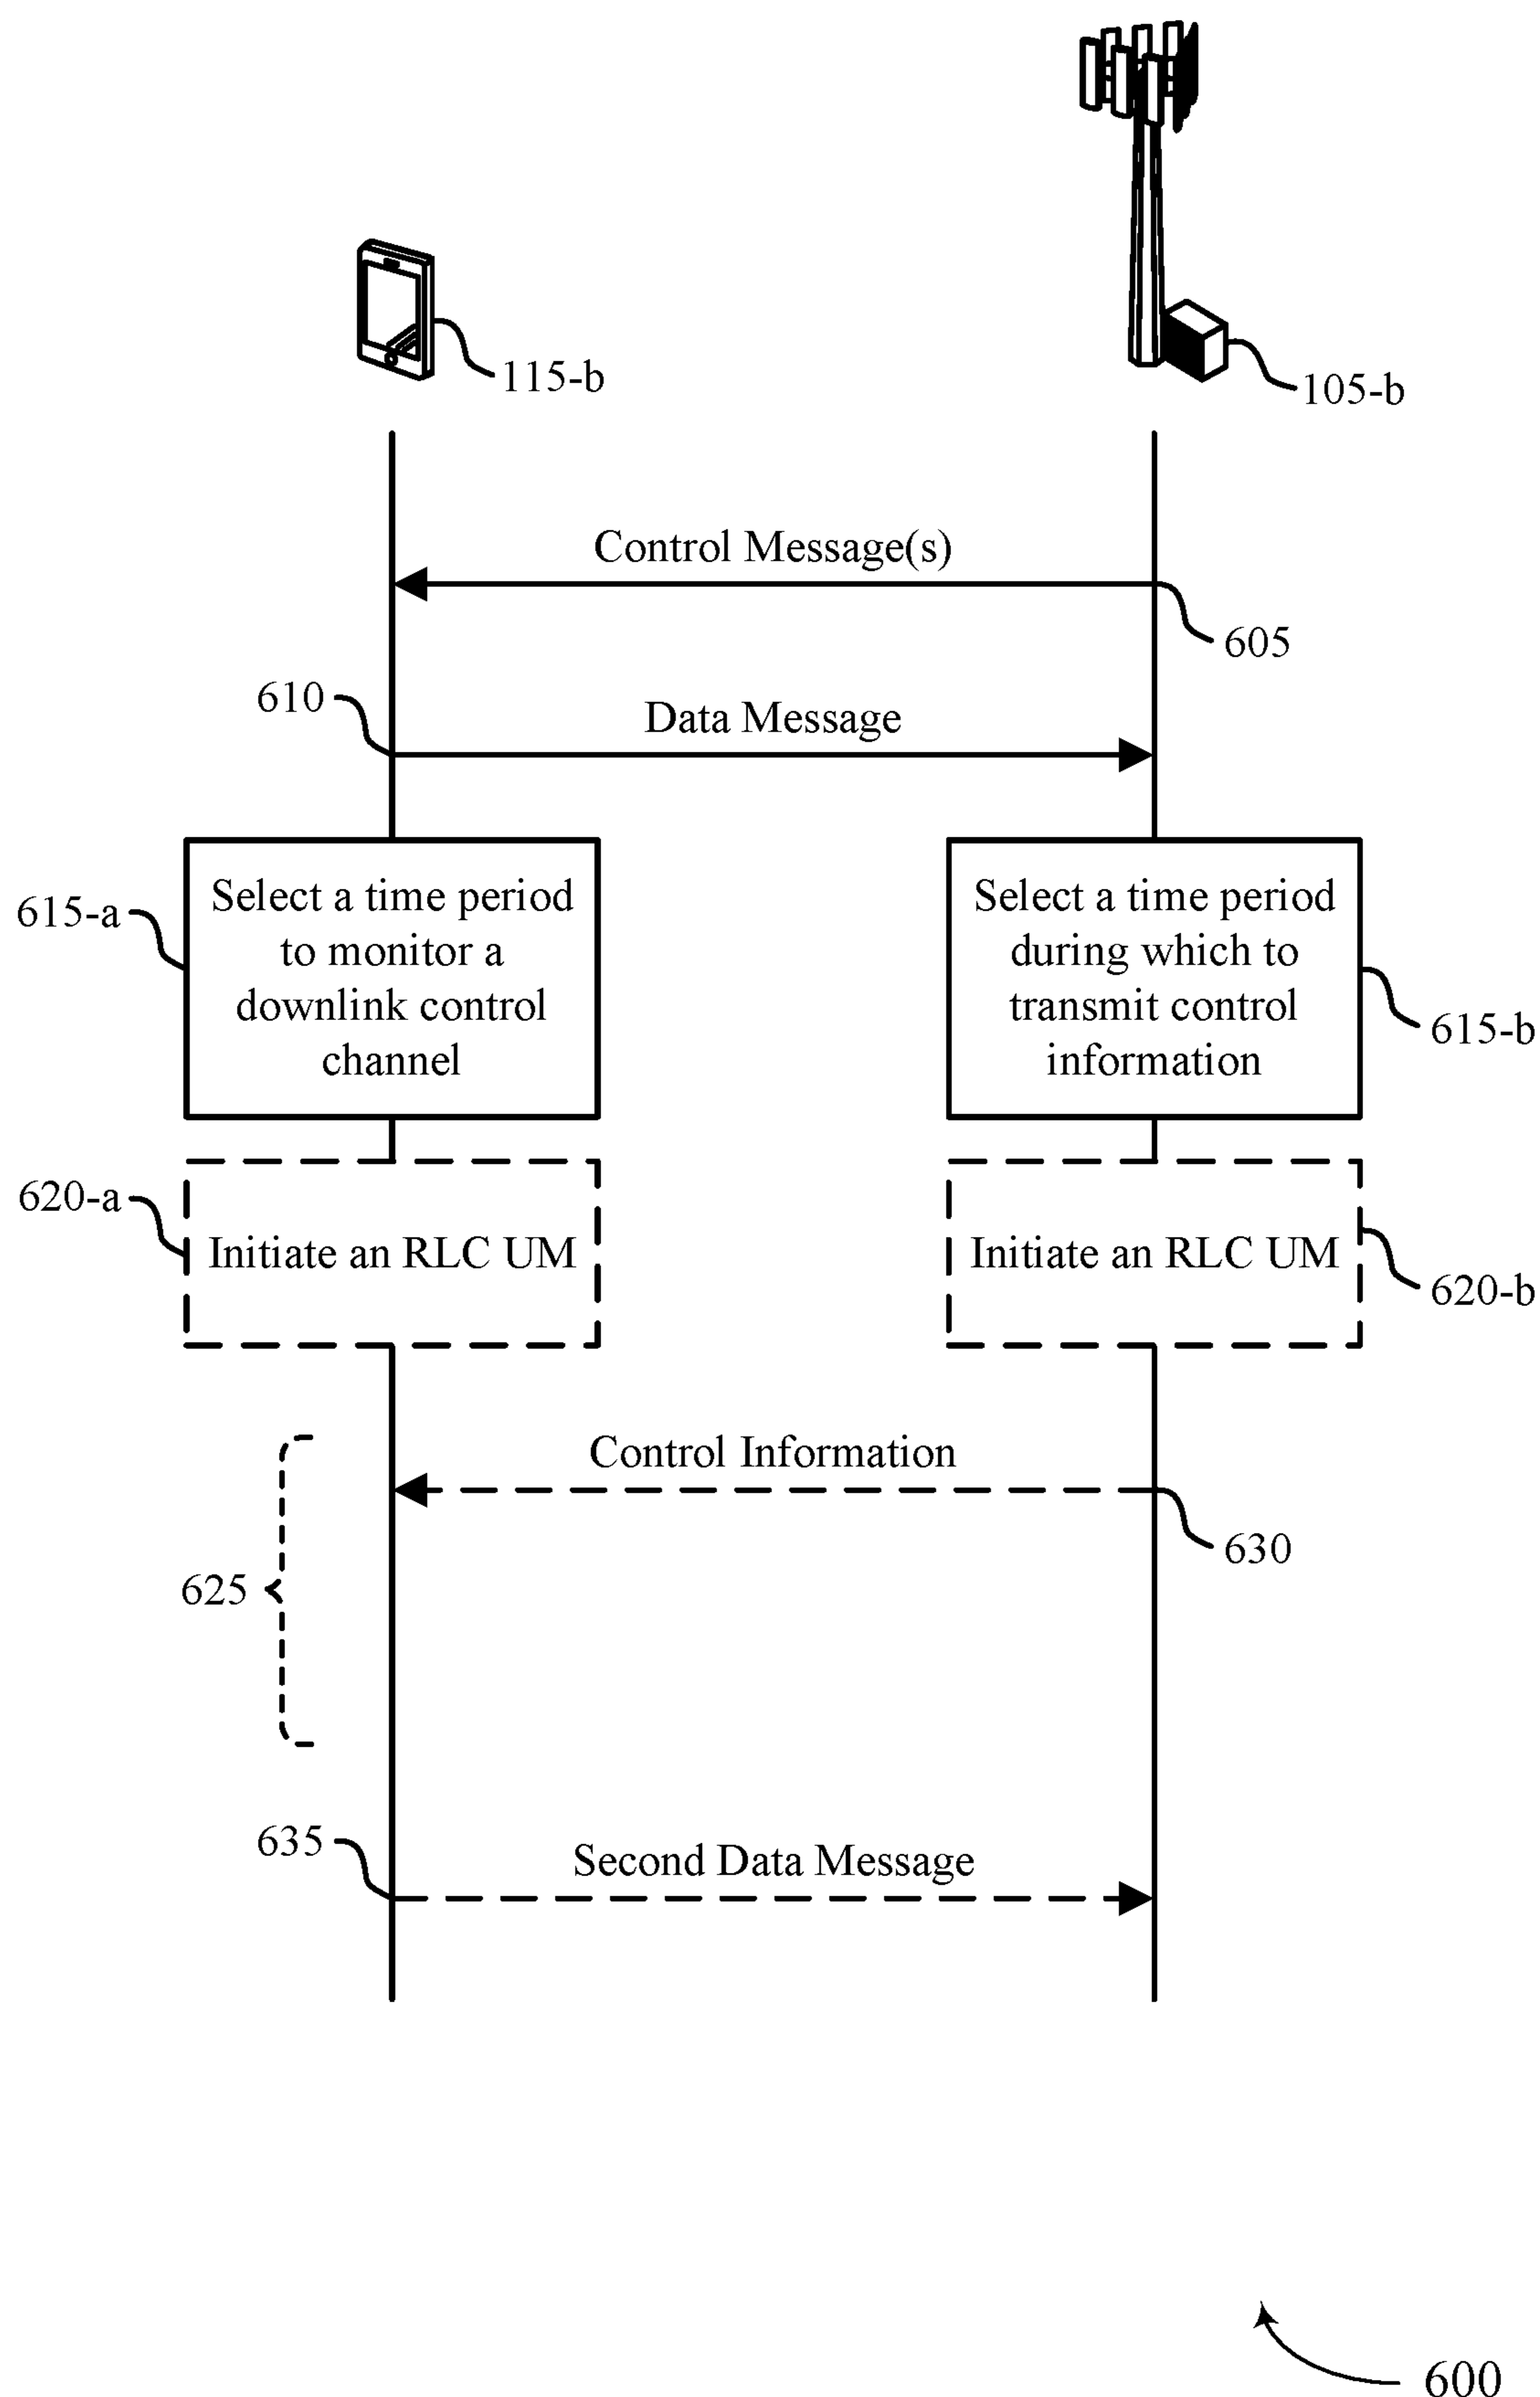 115-b
105-b
Control Message(s)
605
610
Data Message
615-a
Select a time period
to monitor a
downlink control
channel
Select a time period
during which to
transmit control
information
615-b
620-a
Initiate an RLC UM
Initiate an RLC UM
620-b
Control Information
630
625
635
Second Data Message
600